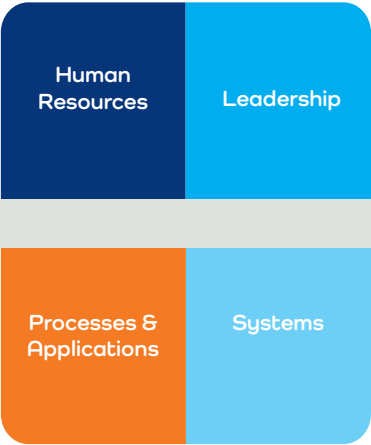 Human
Resources
Leadership
Processes &
Applications
Systems